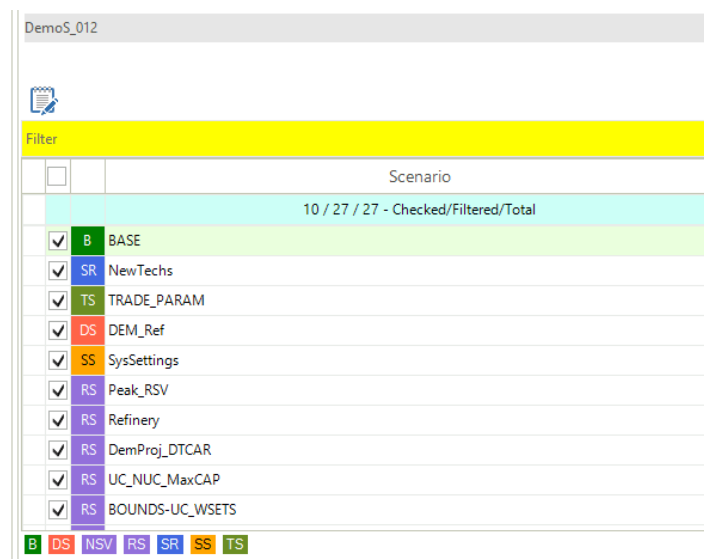 DemoS_012
Filter
Scenario
10 / 27 / 27 - Checked/Filtered/Total
B BASE
SR NewTechs
TS TRADE_PARAM
DS DEM_Ref
SS SysSettings
RS Peak_RSV
RS Refinery
RS DemProj_DTCAR
RS UC_NUC_MaxCAP
RS BOUNDS-UC_WSETS
B DS NSV RS SR SS TS